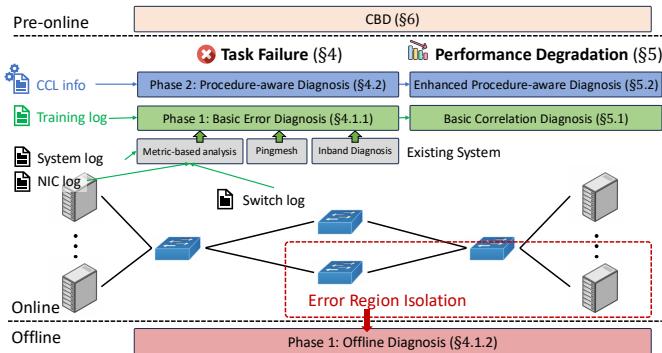 Pre-online
CBD (§6)
Task Failure (§4)
Performance Degradation (§5)
CCL info
Phase 2: Procedure-aware Diagnosis (§4.2)
Enhanced Procedure-aware Diagnosis (§5.2)
Training log
Phase 1: Basic Error Diagnosis (§4.1.1)
Basic Correlation Diagnosis (§5.1)
System log
Metric-based analysis
Pingmesh
Inband Diagnosis
Existing System
NIC log
Switch log
Online
Error Region Isolation
Offline
Phase 1: Offline Diagnosis (§4.1.2)